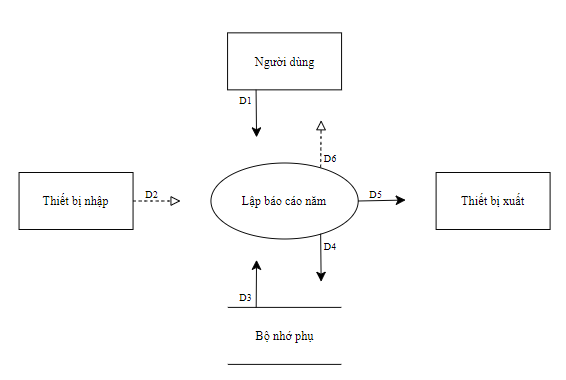 Người dùng
D1
D6
Thiết bị nhập
D2
Lập báo cáo năm
D5
Thiết bị xuất
D4
D3
Bộ nhớ phụ